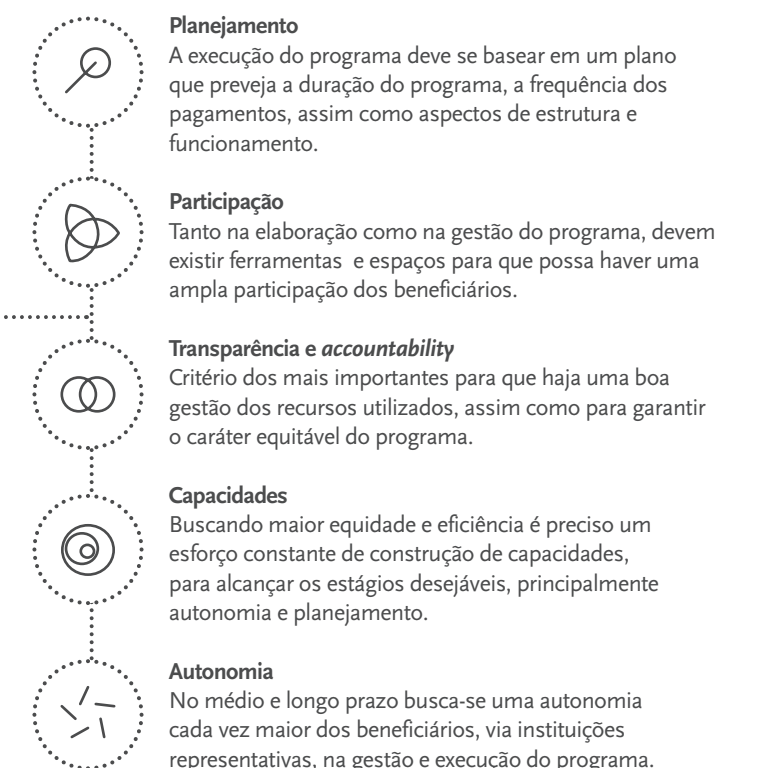 Planejamento
A execução do programa deve se basear em um plano
que preveja a duração do programa, a frequência dos
pagamentos, assim como aspectos de estrutura e
funcionamento.
Participação
Tanto na elaboração como na gestão do programa, devem
existir ferramentas  e espaços para que possa haver uma
ampla participação dos beneficiários.
Transparência e accountability
Critério dos mais importantes para que haja uma boa
gestão dos recursos utilizados, assim como para garantir
o caráter equitável do programa.
Capacidades
Buscando maior equidade e eficiência é preciso um
esforço constante de construção de capacidades,
para alcançar os estágios desejáveis, principalmente
autonomia e planejamento.
Autonomia
No médio e longo prazo busca-se uma autonomia
cada vez maior dos beneficiários, via instituições
representativas, na gestão e execução do programa.